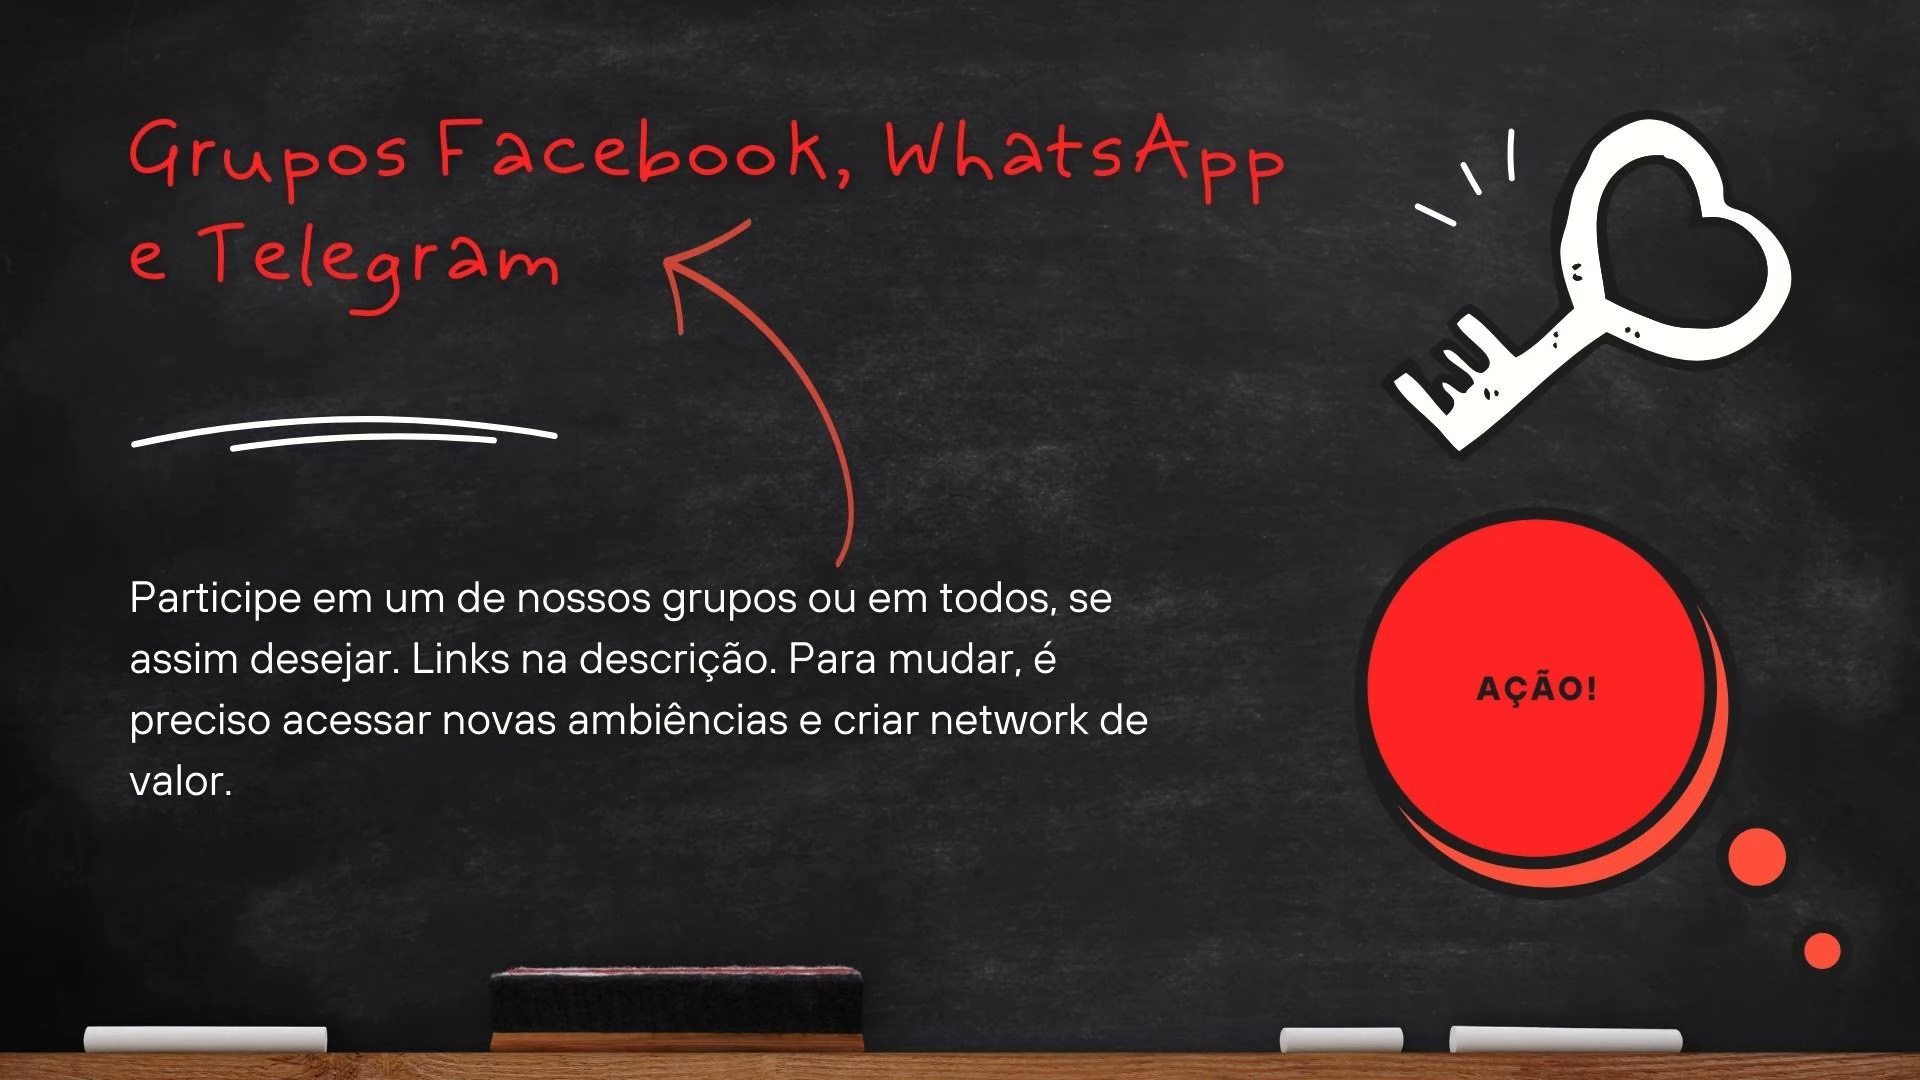 Grupos Facebook, WhatsApp
e Telegram
Participe em um de nossos grupos ou em todos, se
assim desejar. Links na descrição. Para mudar, é
preciso acessar novas ambiências e criar network de
valor.
AÇÃO!